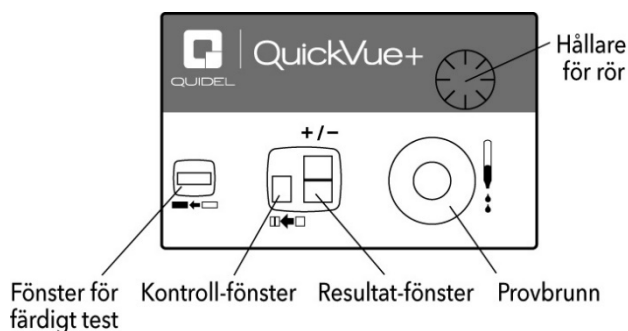 QUIDEL
QuickVue+
Hållare
för rör
+/−
Fönster för
färdigt test
Kontroll-fönster
Resultat-fönster
Provbrunn